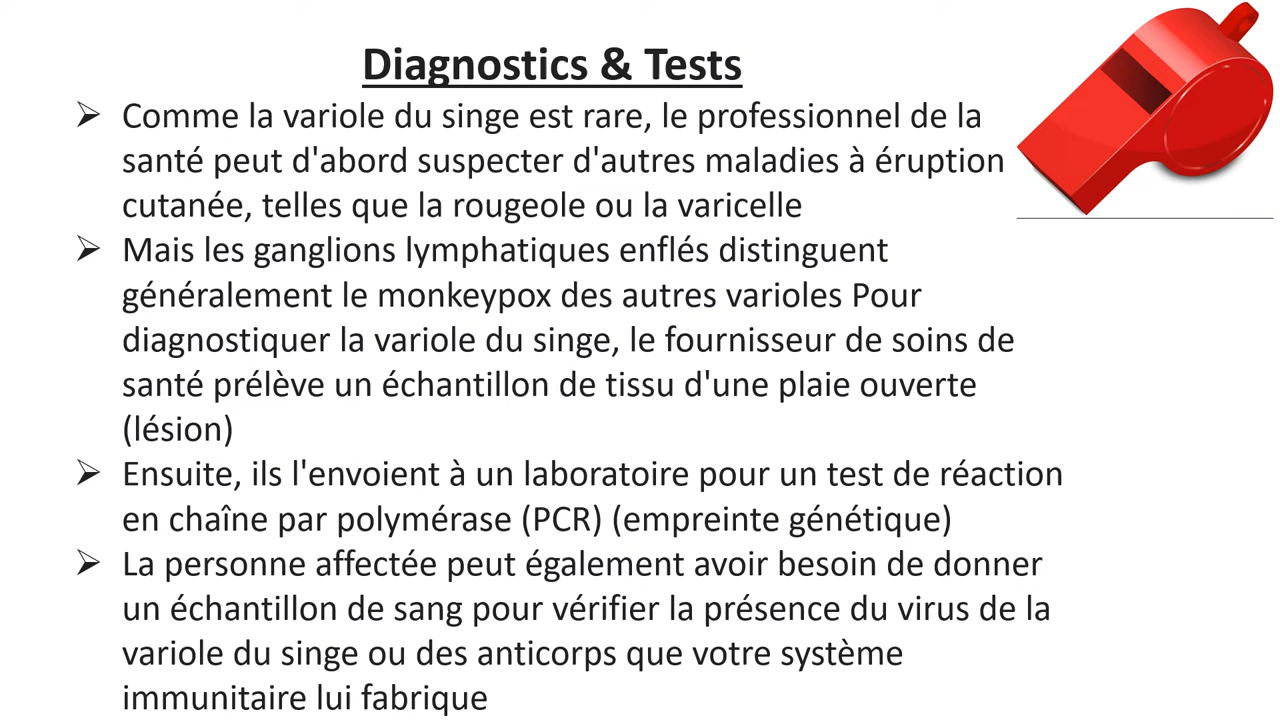 Diagnostics & Tests
➢ Comme la variole du singe est rare, le professionnel de la
santé peut d'abord suspecter d'autres maladies à éruption
cutanée, telles que la rougeole ou la varicelle
➢ Mais les ganglions lymphatiques enflés distinguent
généralement le monkeypox des autres varioles Pour
diagnostiquer la variole du singe, le fournisseur de soins de
santé prélève un échantillon de tissu d'une plaie ouverte
(lésion)
➢ Ensuite, ils l'envoient à un laboratoire pour un test de réaction
en chaîne par polymérase (PCR) (empreinte génétique)
➢ La personne affectée peut également avoir besoin de donner
un échantillon de sang pour vérifier la présence du virus de la
variole du singe ou des anticorps que votre système
immunitaire lui fabrique